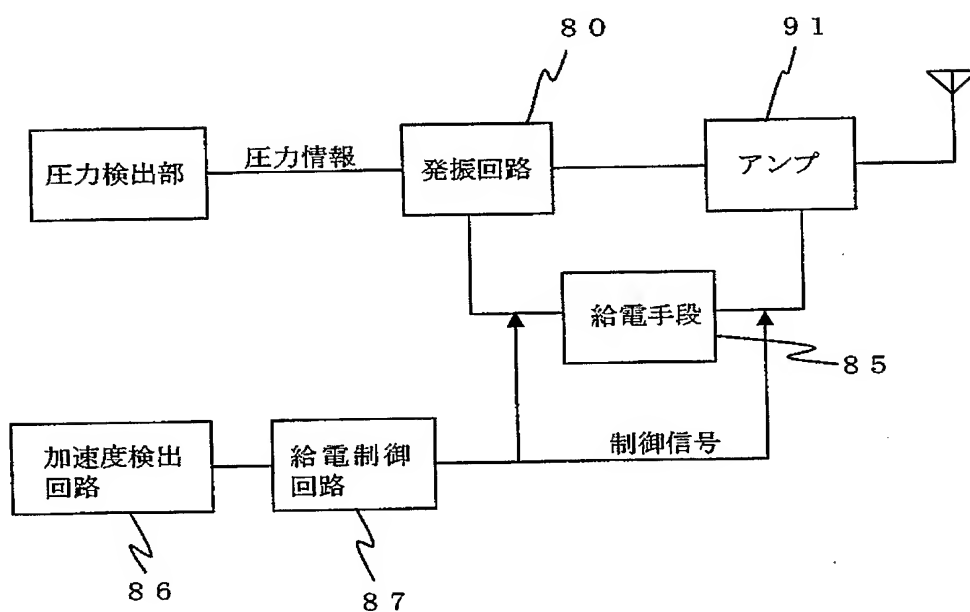 ８０
９１
圧力検出部
圧力情報
発振回路
アンプ
給電手段
８５
加速度検出
回路
給電制御
回路
制御信号
８６
８７